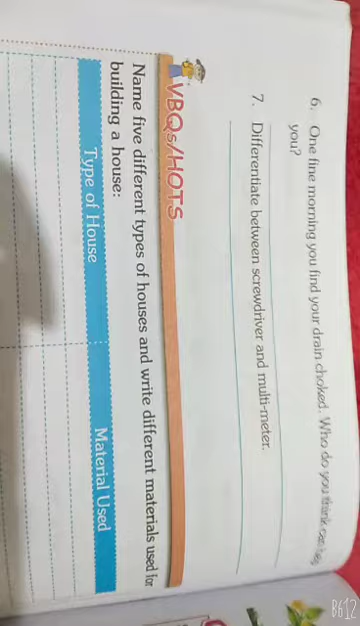 6. One fine morning you find your drain choked. Who do you think can help
you?
7. Differentiate between screwdriver and multi-meter.
VBQs/HOTS
Name five different types of houses and write different materials used for
building a house:
Type of House
Material Used
B612